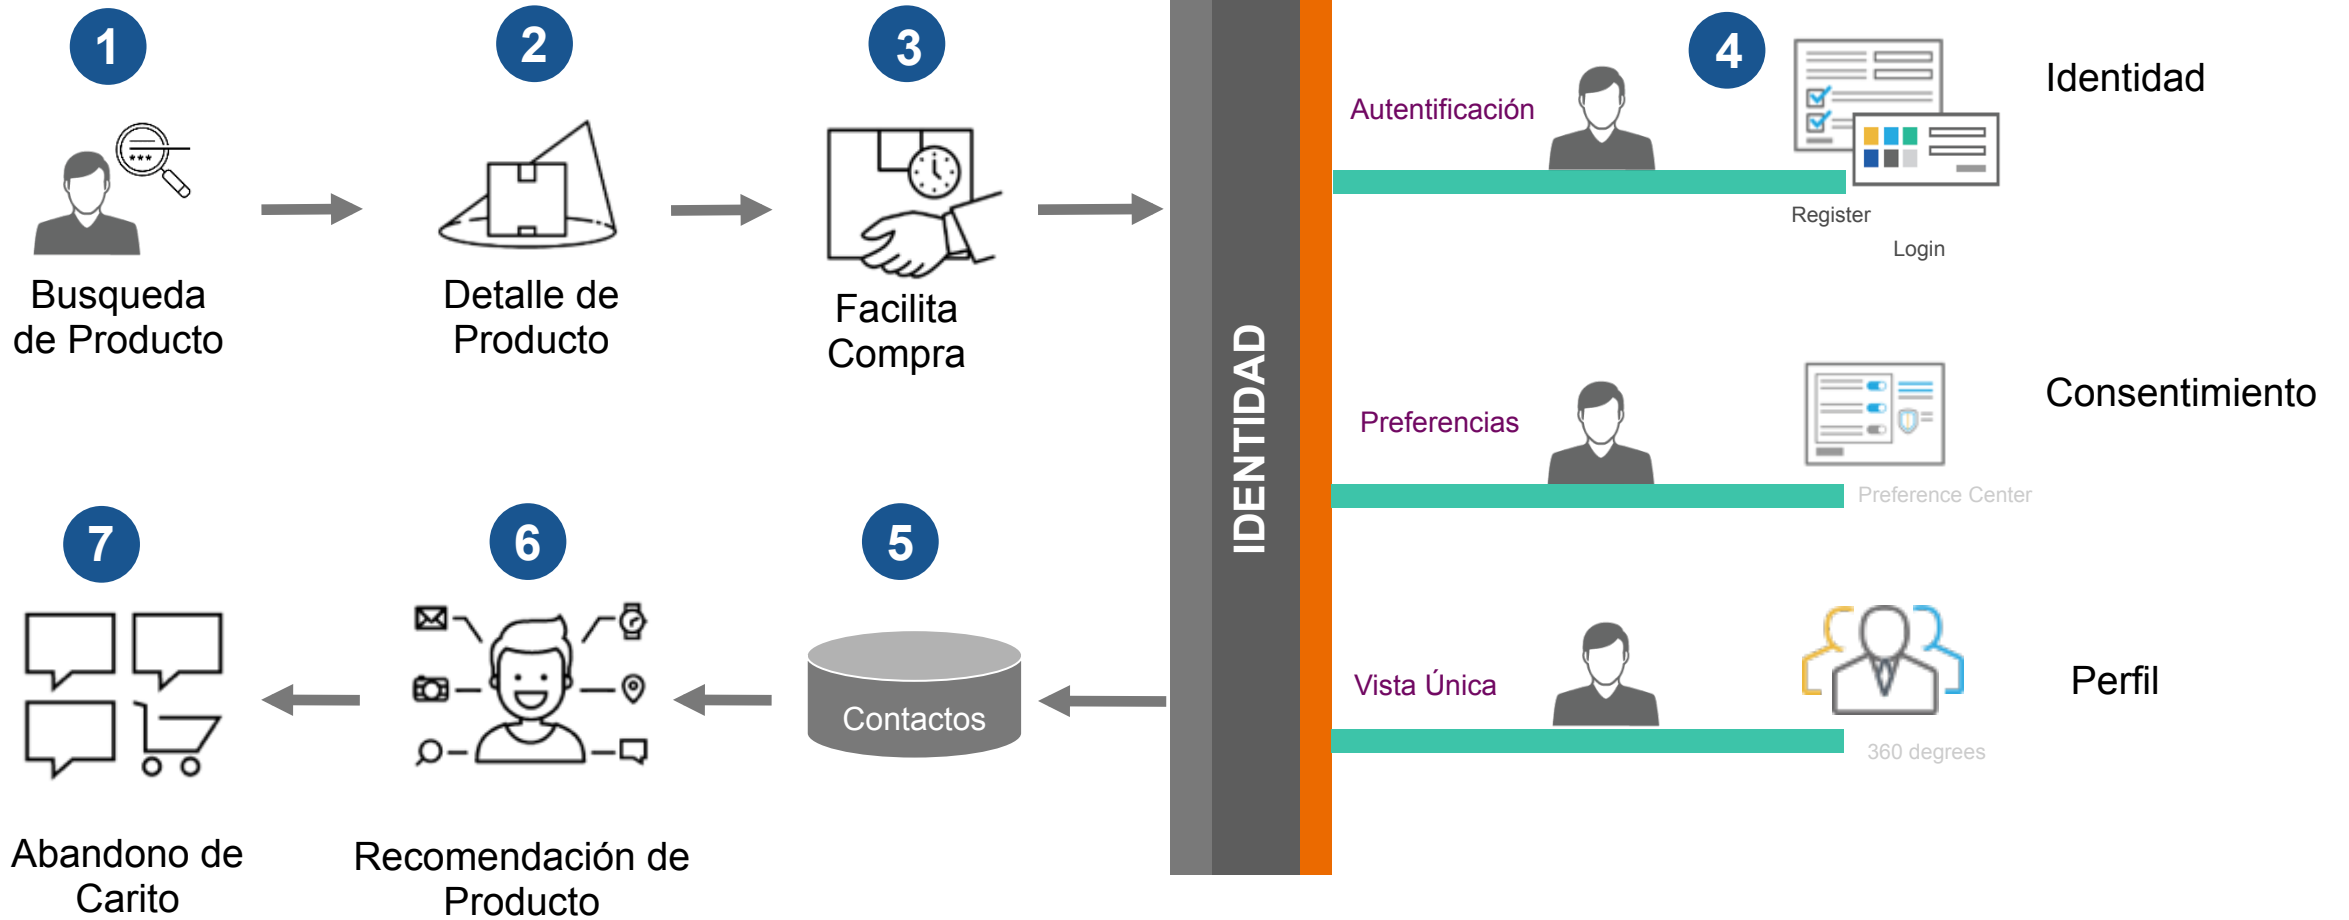 1
Busqueda
de Producto
2
Detalle de
Producto
3
Facilita
Compra
IDENTIDAD
4
Autentificación
Register
Login
Identidad
Preferencias
Preference Center
Consentimiento
Vista Única
360 degrees
Perfil
5
Contactos
6
Recomendación de
Producto
7
Abandono de
Carito